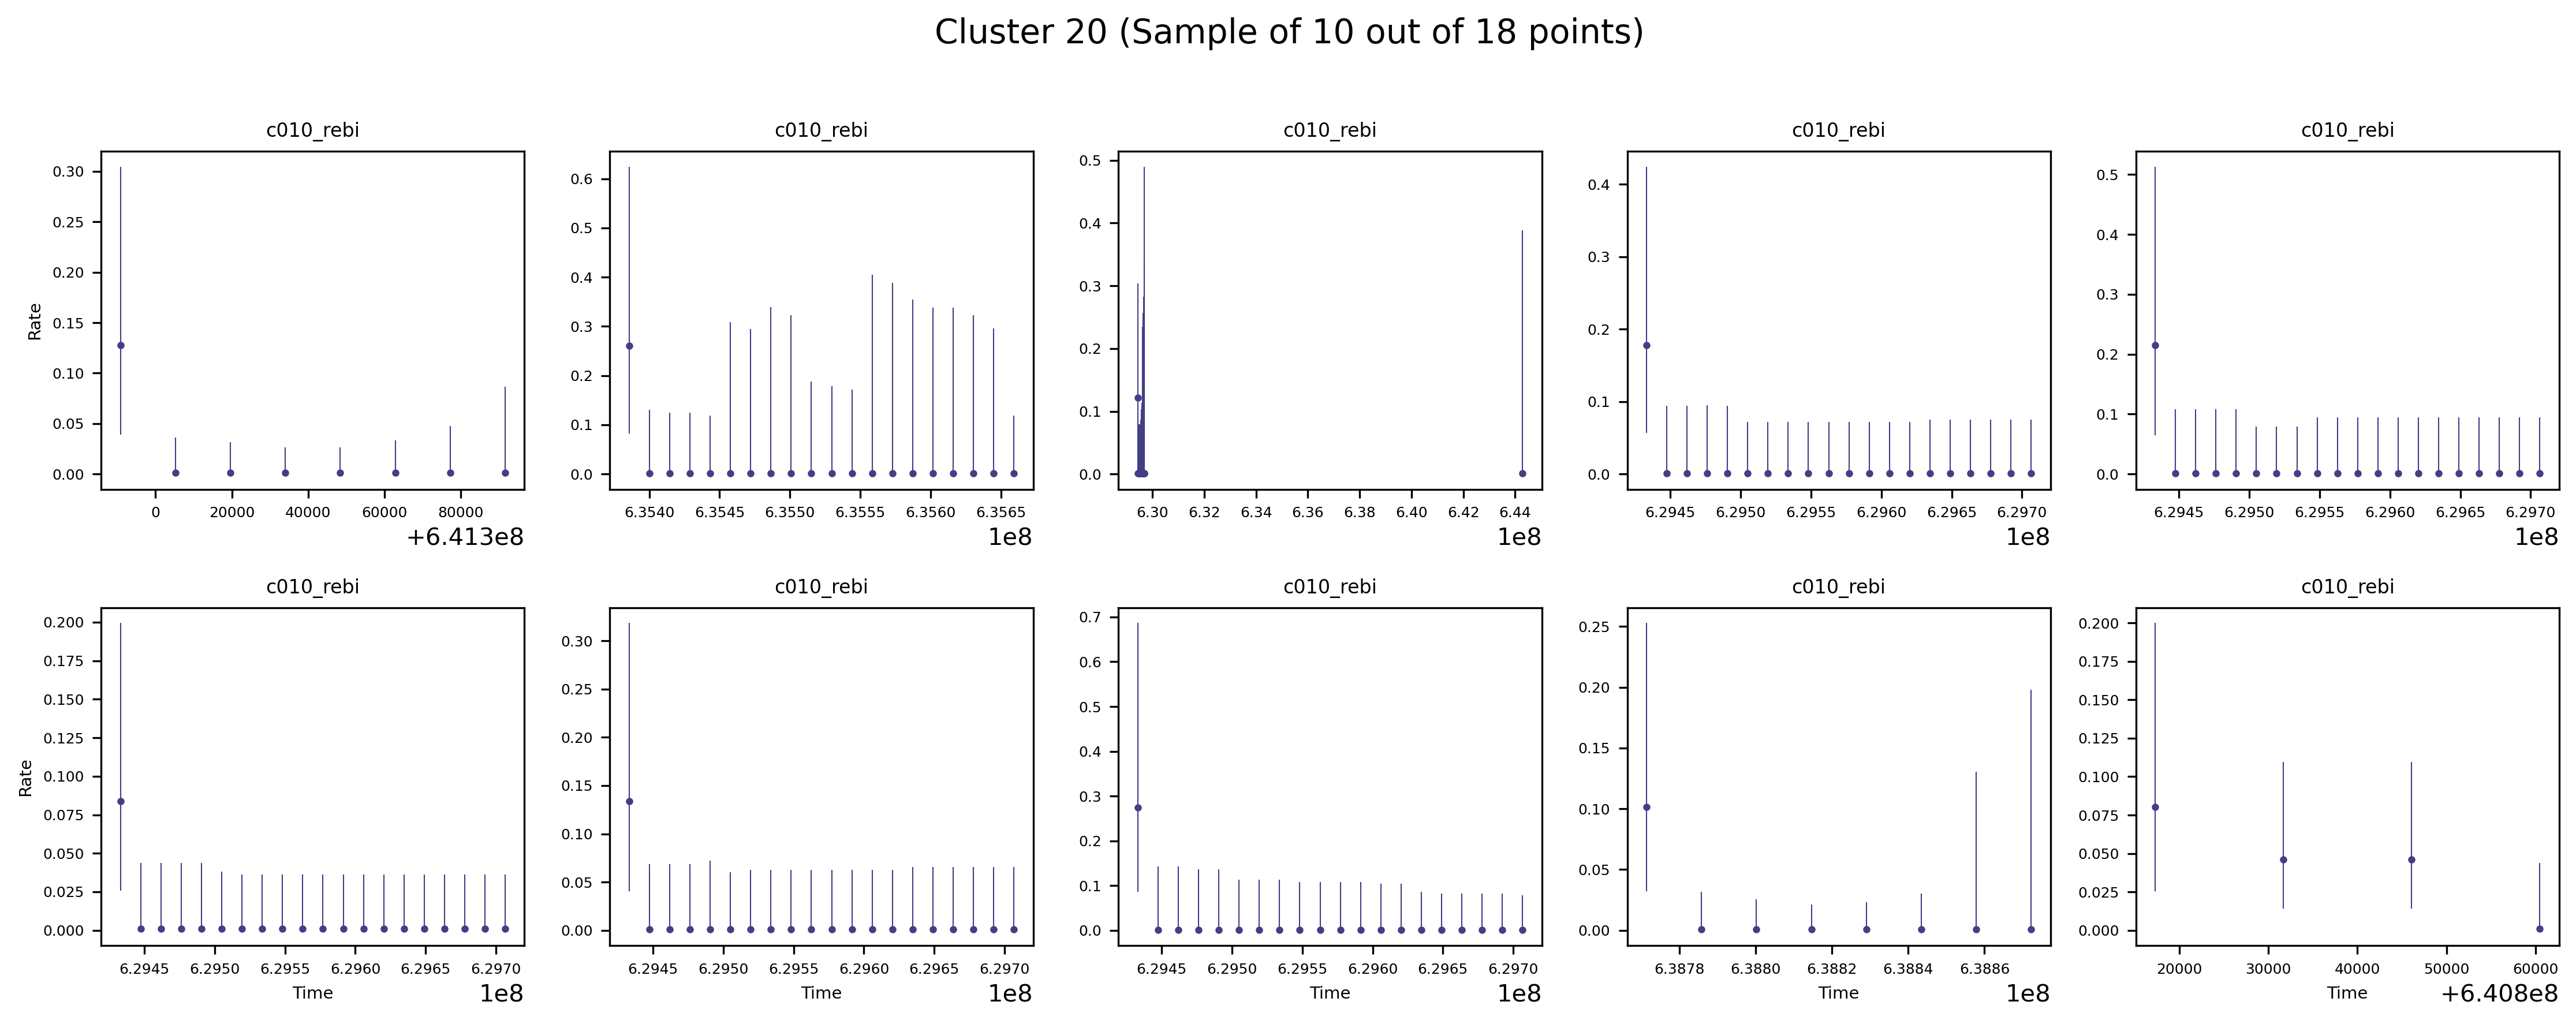 Cluster 20 (Sample of 10 out of 18 points)
c010_rebi c010_rebi c010_rebi c010_rebi c010_rebi
0.30 0.25 0.20 0.15 0.10 0.05 0.00
Rate
0 20000 40000 60000 80000
+6.413e8
0.6 0.5 0.4 0.3 0.2 0.1 0.0
6.3540 6.3545 6.3550 6.3555 6.3560 6.3565
1e8
0.5 0.4 0.3 0.2 0.1 0.0
6.30 6.32 6.34 6.36 6.38 6.40 6.42 6.44
1e8
0.4 0.3 0.2 0.1 0.0
6.2945 6.2950 6.2955 6.2960 6.2965 6.2970
1e8
0.5 0.4 0.3 0.2 0.1 0.0
6.2945 6.2950 6.2955 6.2960 6.2965 6.2970
1e8
c010_rebi c010_rebi c010_rebi c010_rebi c010_rebi
0.200 0.175 0.150 0.125 0.100 0.075 0.050 0.025 0.000
Rate
6.2945 6.2950 6.2955 6.2960 6.2965 6.2970
Time
1e8
0.30 0.25 0.20 0.15 0.10 0.05 0.00
6.2945 6.2950 6.2955 6.2960 6.2965 6.2970
Time
1e8
0.7 0.6 0.5 0.4 0.3 0.2 0.1 0.0
6.2945 6.2950 6.2955 6.2960 6.2965 6.2970
Time
1e8
0.25 0.20 0.15 0.10 0.05 0.00
6.3878 6.3880 6.3882 6.3884 6.3886
Time
1e8
0.200 0.175 0.150 0.125 0.100 0.075 0.050 0.025 0.000
20000 30000 40000 50000 60000
Time
+6.408e8